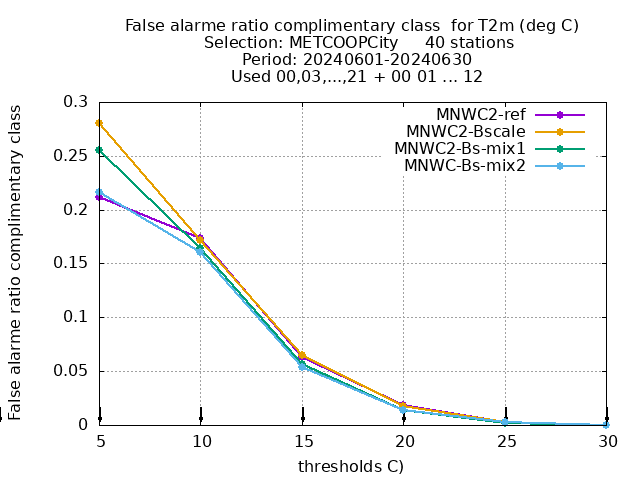 False alarme ratio complimentary class  for T2m (deg C)
Selection: METCOOPCity     40 stations
Period: 20240601-20240630
Used 00,03,...,21 + 00 01 ... 12
False alarme ratio complimentary class
0.3
0.25
0.2
0.15
0.1
0.05
0
MNWC2-ref
MNWC2-Bscale
MNWC2-Bs-mix1
MNWC-Bs-mix2
5
10
15
20
25
30
thresholds C)